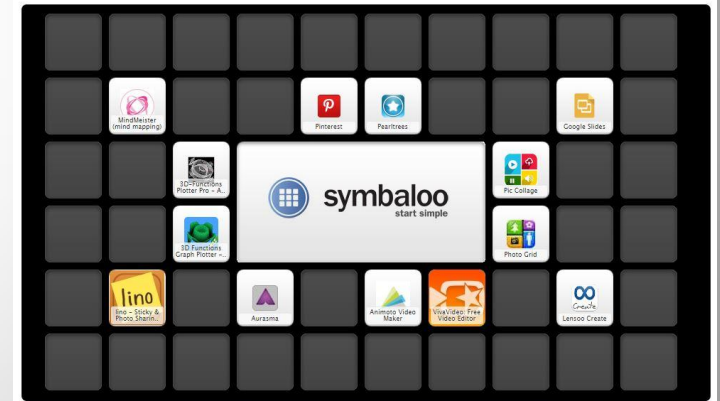 MindMeister
(mind mapping)
Pinterest
Pearltrees
Google Slides
3D-Functions
Plotter Pro - A..
symbaloo
start simple
Pic Collage
3D Functions
Graph Plotter -..
Photo Grid
lino
lino - Sticky &
Photo Sharin..
Aurasma
Animoto Video
Maker
VivaVideo: Free
Video Editor
Create
Lensoo Create